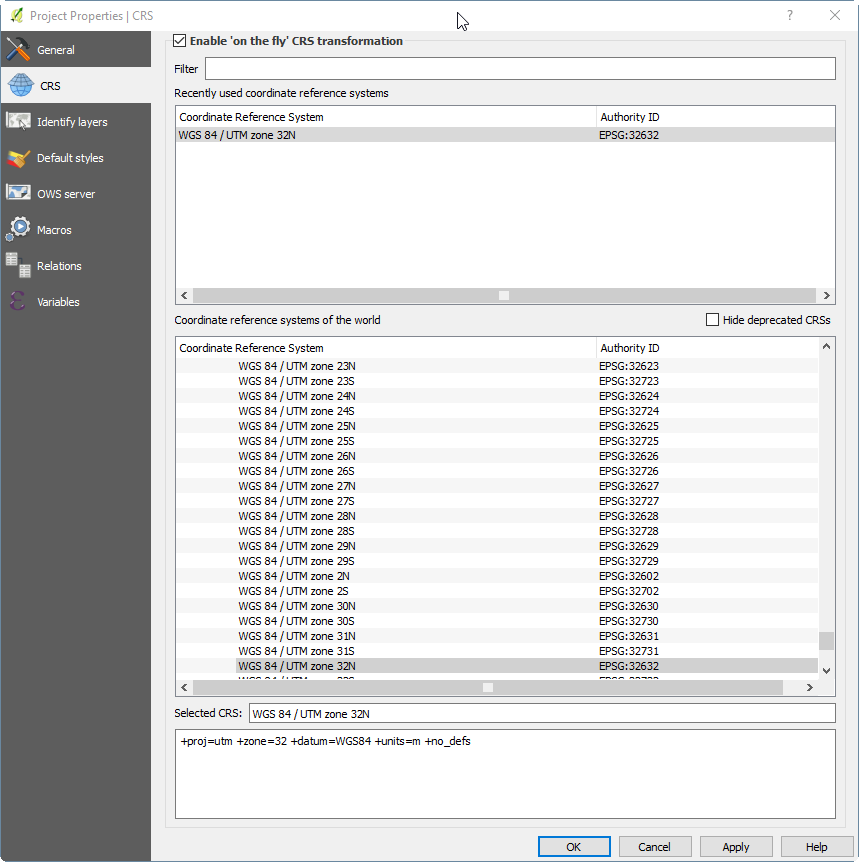 Project Properties | CRS
?
General
CRS
Identify layers
Default styles
OWS server
Macros
Relations
Variables
Enable 'on the fly' CRS transformation
Filter
Recently used coordinate reference systems
Coordinate Reference System Authority ID
WGS 84 / UTM zone 32N EPSG:32632
Coordinate reference systems of the world Hide deprecated CRSs
Coordinate Reference System Authority ID
WGS 84 / UTM zone 23N EPSG:32623
WGS 84 / UTM zone 23S EPSG:32723
WGS 84 / UTM zone 24N EPSG:32624
WGS 84 / UTM zone 24S EPSG:32724
WGS 84 / UTM zone 25N EPSG:32625
WGS 84 / UTM zone 25S EPSG:32725
WGS 84 / UTM zone 26N EPSG:32626
WGS 84 / UTM zone 26S EPSG:32726
WGS 84 / UTM zone 27N EPSG:32627
WGS 84 / UTM zone 27S EPSG:32727
WGS 84 / UTM zone 28N EPSG:32628
WGS 84 / UTM zone 28S EPSG:32728
WGS 84 / UTM zone 29N EPSG:32629
WGS 84 / UTM zone 29S EPSG:32729
WGS 84 / UTM zone 2N EPSG:32602
WGS 84 / UTM zone 2S EPSG:32702
WGS 84 / UTM zone 30N EPSG:32630
WGS 84 / UTM zone 30S EPSG:32730
WGS 84 / UTM zone 31N EPSG:32631
WGS 84 / UTM zone 31S EPSG:32731
WGS 84 / UTM zone 32N EPSG:32632
Selected CRS: WGS 84 / UTM zone 32N
+proj=utm +zone=32 +datum=WGS84 +units=m +no_defs
OK Cancel Apply Help